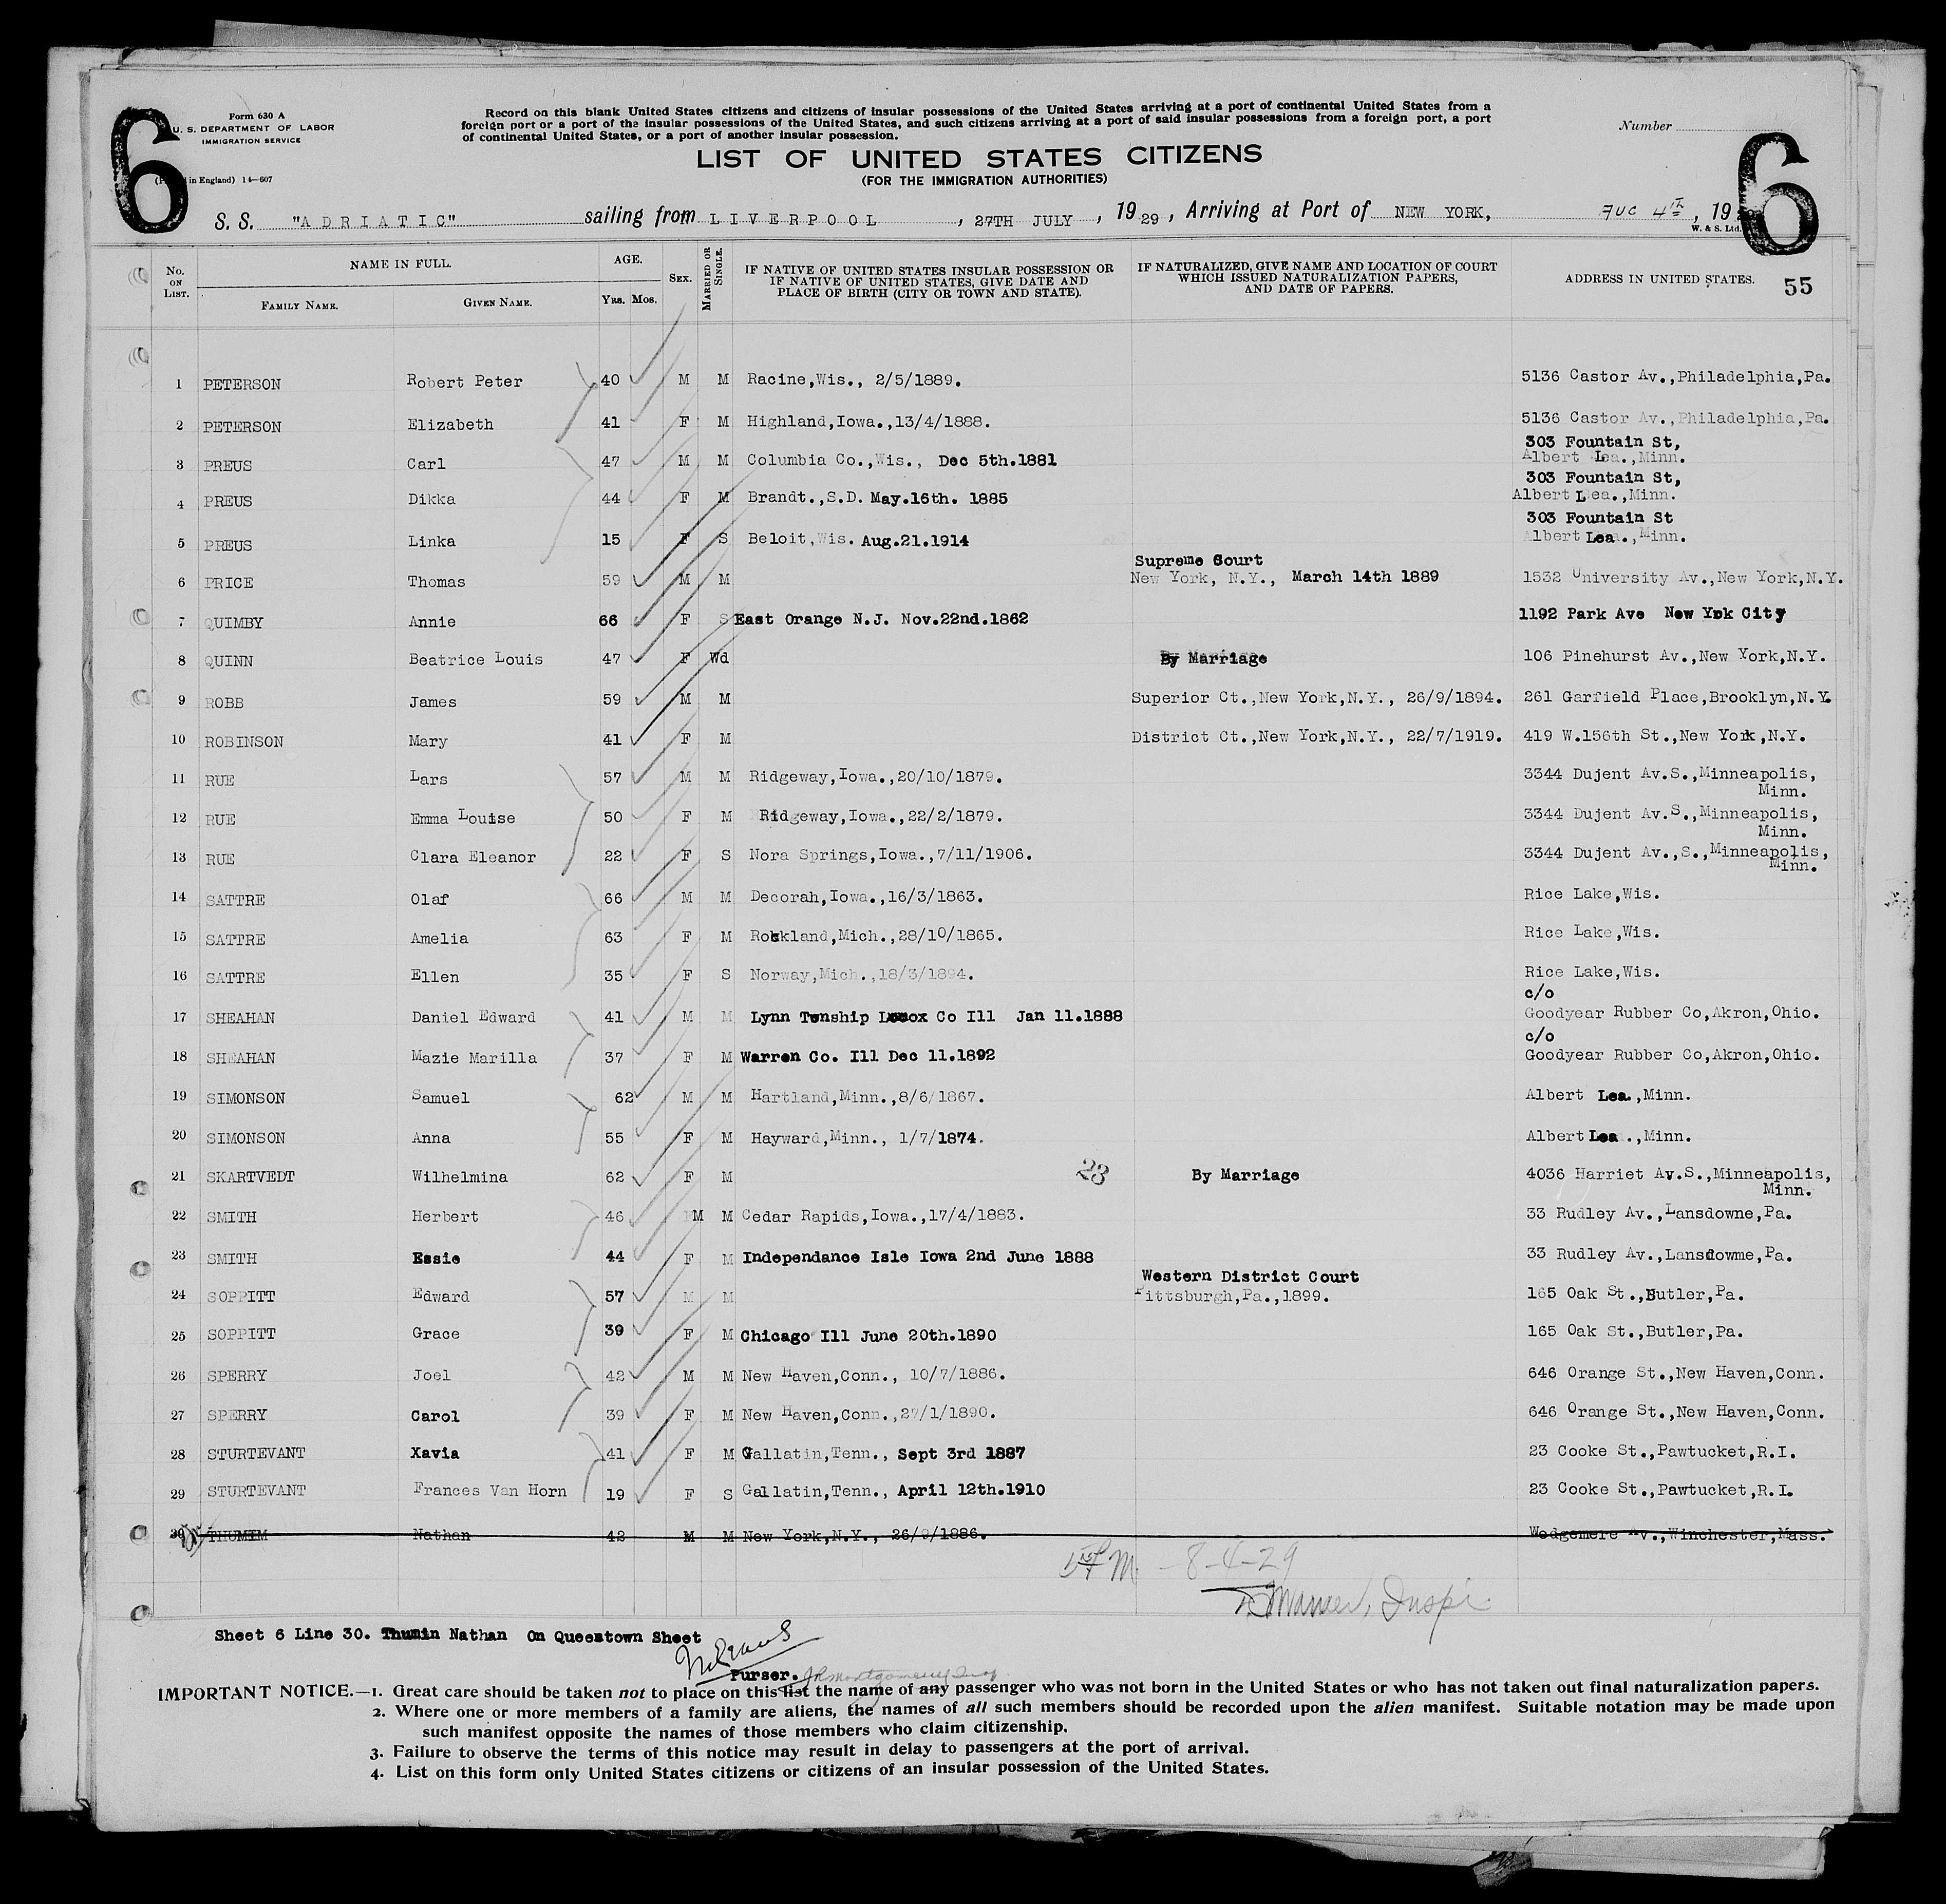 6
Form 630 A
U. S. DEPARTMENT OF LABOR
IMMIGRATION SERVICE
in England) 14—607
Record on this blank United States citizens and citizens of insular possessions of the United States arriving at a port of continental United States from a
foreign port or a port of the insular possessions of the United States, and such citizens arriving at a port of said insular possessions from a foreign port, a port
of continental United States, or a port of another insular possession.
Number
6
LIST OF UNITED STATES CITIZENS
(FOR THE IMMIGRATION AUTHORITIES)
S. S. "ADRIATIC" sailing from LIVERPOOL, 27TH JULY, 1929, Arriving at Port of NEW YORK, AUG 4th, 19
W. & S. Ltd.
No. ON LIST.
NAME IN FULL.
FAMILY NAME.
GIVEN NAME.
AGE.
YRS. MOS.
SEX.
MARRIED OR SINGLE.
IF NATIVE OF UNITED STATES INSULAR POSSESSION OR
IF NATIVE OF UNITED STATES, GIVE DATE AND
PLACE OF BIRTH (CITY OR TOWN AND STATE).
IF NATURALIZED, GIVE NAME AND LOCATION OF COURT
WHICH ISSUED NATURALIZATION PAPERS,
AND DATE OF PAPERS.
ADDRESS IN UNITED STATES. 55
1 PETERSON Robert Peter 40 M M Racine,Wis., 2/5/1889. 5136 Castor Av.,Philadelphia,Pa.
2 PETERSON Elizabeth 41 F M Highland,Iowa.,13/4/1888. 5136 Castor Av.,Philadelphia,Pa.
303 Fountain St,
3 PREUS Carl 47 M M Columbia Co.,Wis., Dec 5th.1881 Albert Lea.,Minn.
303 Fountain St,
4 PREUS Dikka 44 F M Brandt.,S.D. May.16th. 1885 Albert Lea.,Minn.
303 Fountain St
5 PREUS Linka 15 F S Beloit,Wis. Aug.21.1914 Albert Lea.,Minn.
Supreme Court
6 PRICE Thomas 59 M M New York, N.Y., March 14th 1889 1532 University Av.,New York,N.Y.
7 QUIMBY Annie 66 F S East Orange N.J. Nov.22nd.1862 1192 Park Ave New Yok City
8 QUINN Beatrice Louis 47 F Wd By Marriage 106 Pinehurst Av.,New York,N.Y.
9 ROBB James 59 M M Superior Ct.,New York,N.Y., 26/9/1894. 261 Garfield Place,Brooklyn,N.Y.
10 ROBINSON Mary 41 F M District Ct.,New York,N.Y., 22/7/1919. 419 W.156th St.,New York,N.Y.
11 RUE Lars 57 M M Ridgeway,Iowa.,20/10/1879. 3344 Dujent Av.S.,Minneapolis,
Minn.
12 RUE Emma Louise 50 F M Ridgeway,Iowa.,22/2/1879. 3344 Dujent Av.S.,Minneapolis,
Minn.
13 RUE Clara Eleanor 22 F S Nora Springs,Iowa.,7/11/1906. 3344 Dujent Av.,S.,Minneapolis,
Minn.
14 SATTRE Olaf 66 M M Decorah,Iowa.,16/3/1863. Rice Lake,Wis.
15 SATTRE Amelia 63 F M Rockland,Mich.,28/10/1865. Rice Lake,Wis.
16 SATTRE Ellen 35 F S Norway,Mich.,18/3/1894. Rice Lake,Wis.
c/o
17 SHEAHAN Daniel Edward 41 M M Lynn Twnship Co Ill Jan 11.1888 Goodyear Rubber Co,Akron,Ohio.
c/o
18 SHEAHAN Mazie Marilla 37 F M Warren Co. Ill Dec 11.1892 Goodyear Rubber Co,Akron,Ohio.
19 SIMONSON Samuel 62 M M Hartland,Minn.,8/6/1867. Albert Lea.,Minn.
20 SIMONSON Anna 55 F M Hayward,Minn., 1/7/1874. Albert Lea.,Minn.
21 SKARTVEDT Wilhelmina 62 F M 23 By Marriage 4036 Harriet Av.S.,Minneapolis,
Minn.
22 SMITH Herbert 46 M M Cedar Rapids,Iowa.,17/4/1883. 33 Rudley Av.,Lansdowne,Pa.
23 SMITH Essie 44 F M Independance Isle Iowa 2nd June 1888 33 Rudley Av.,Lansdowme,Pa.
Western District Court
24 SOPPITT Edward 57 M M Pittsburgh,Pa.,1899. 165 Oak St.,Butler,Pa.
25 SOPPITT Grace 39 F M Chicago Ill June 20th.1890 165 Oak St.,Butler,Pa.
26 SPERRY Joel 42 M M New Haven,Conn., 10/7/1886. 646 Orange St.,New Haven,Conn.
27 SPERRY Carol 39 F M New Haven,Conn.,27/1/1890. 646 Orange St.,New Haven,Conn.
28 STURTEVANT Xavia 41 F M Gallatin,Tenn., Sept 3rd 1887 23 Cooke St.,Pawtucket,R.I.
29 STURTEVANT Frances Van Horn 19 F S Gallatin,Tenn., April 12th.1910 23 Cooke St.,Pawtucket,R.I.
30 THUMIM Nathan 42 M M New York,N.Y., 26/9/1886. Wedgemere Av.,Winchester,Mass.
8-4-29
Inspr.
Sheet 6 Line 30. Thumin Nathan On Queenstown Sheet
Purser.
IMPORTANT NOTICE.—1. Great care should be taken not to place on this list the name of any passenger who was not born in the United States or who has not taken out final naturalization papers.
2. Where one or more members of a family are aliens, the names of all such members should be recorded upon the alien manifest. Suitable notation may be made upon
such manifest opposite the names of those members who claim citizenship.
3. Failure to observe the terms of this notice may result in delay to passengers at the port of arrival.
4. List on this form only United States citizens or citizens of an insular possession of the United States.